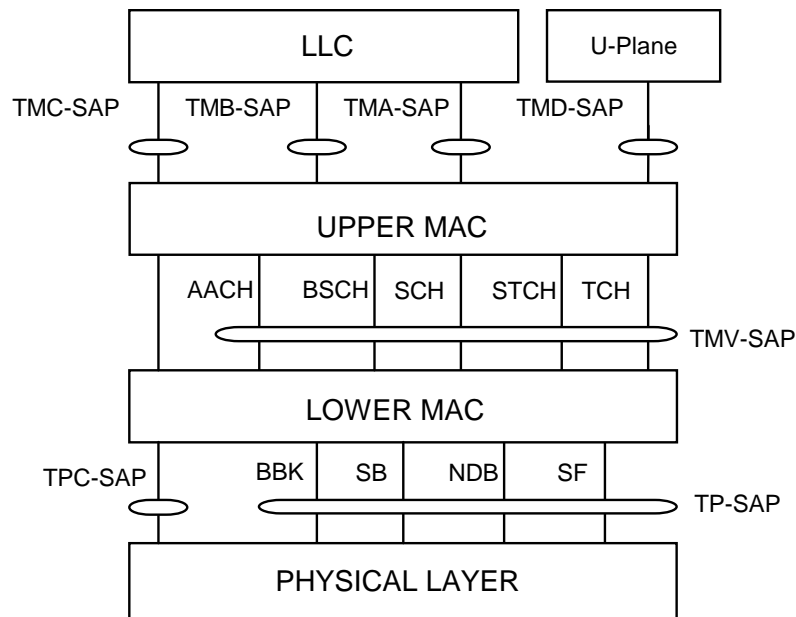 LLC
U-Plane
TMC-SAP
TMB-SAP
TMA-SAP
TMD-SAP
UPPER MAC
AACH
BSCH
SCH
STCH
TCH
TMV-SAP
LOWER MAC
TPC-SAP
BBK
SB
NDB
SF
TP-SAP
PHYSICAL LAYER